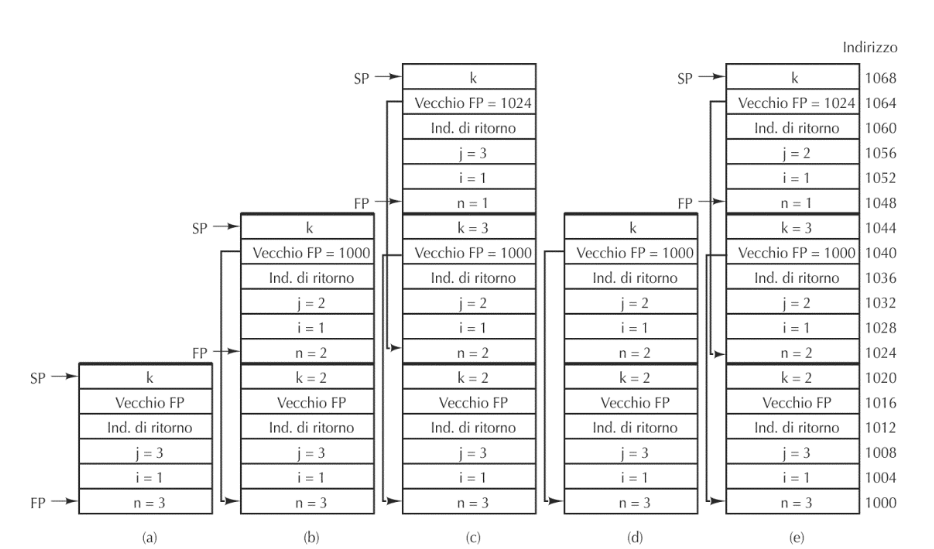 Indirizzo
SP k SP k 1068
Vecchio FP = 1024 Vecchio FP = 1024 1064
Ind. di ritorno Ind. di ritorno 1060
j = 3 j = 2 1056
i = 1 i = 1 1052
FP n = 1 FP n = 1 1048
SP k k = 3 k k = 3 1044
Vecchio FP = 1000 Vecchio FP = 1000 Vecchio FP = 1000 Vecchio FP = 1000 1040
Ind. di ritorno Ind. di ritorno Ind. di ritorno Ind. di ritorno 1036
j = 2 j = 2 j = 2 j = 2 1032
i = 1 i = 1 i = 1 i = 1 1028
FP n = 2 n = 2 n = 2 n = 2 1024
SP k k = 2 k = 2 k = 2 k = 2 1020
Vecchio FP Vecchio FP Vecchio FP Vecchio FP Vecchio FP 1016
Ind. di ritorno Ind. di ritorno Ind. di ritorno Ind. di ritorno Ind. di ritorno 1012
j = 3 j = 3 j = 3 j = 3 j = 3 1008
i = 1 i = 1 i = 1 i = 1 i = 1 1004
FP n = 3 n = 3 n = 3 n = 3 n = 3 1000
(a) (b) (c) (d) (e)